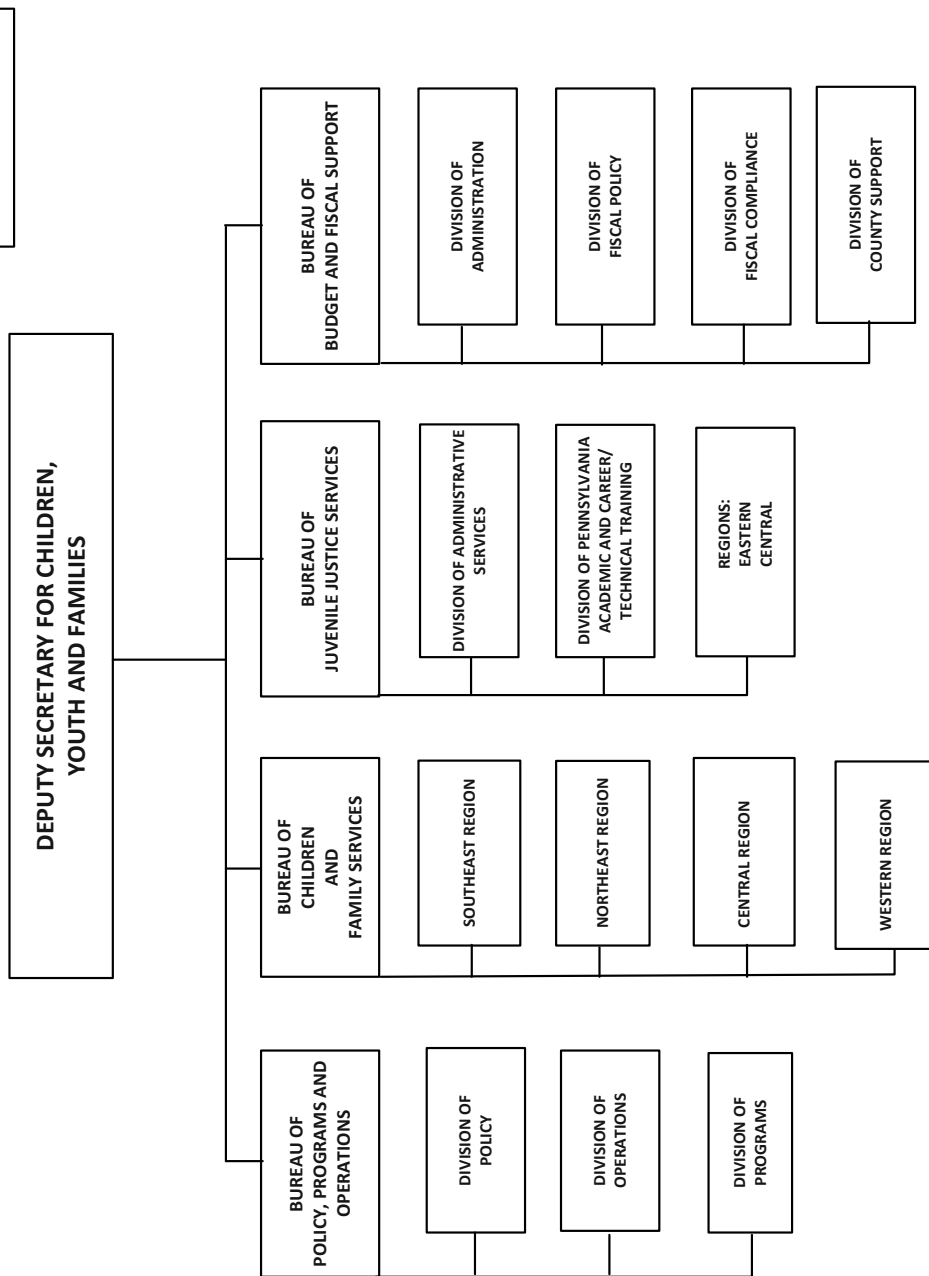 DEPUTY SECRETARY FOR CHILDREN,
YOUTH AND FAMILIES
BUREAU OF
POLICY, PROGRAMS AND
OPERATIONS
DIVISION OF
POLICY
DIVISION OF
OPERATIONS
DIVISION OF
PROGRAMS
BUREAU OF
CHILDREN
AND
FAMILY SERVICES
SOUTHEAST REGION
NORTHEAST REGION
CENTRAL REGION
WESTERN REGION
BUREAU OF
JUVENILE JUSTICE SERVICES
DIVISION OF ADMINISTRATIVE
SERVICES
DIVISION OF PENNSYLVANIA
ACADEMIC AND CAREER/
TECHNICAL TRAINING
REGIONS:
EASTERN
CENTRAL
BUREAU OF
BUDGET AND FISCAL SUPPORT
DIVISION OF
ADMINISTRATION
DIVISION OF
FISCAL POLICY
DIVISION OF
FISCAL COMPLIANCE
DIVISION OF
COUNTY SUPPORT